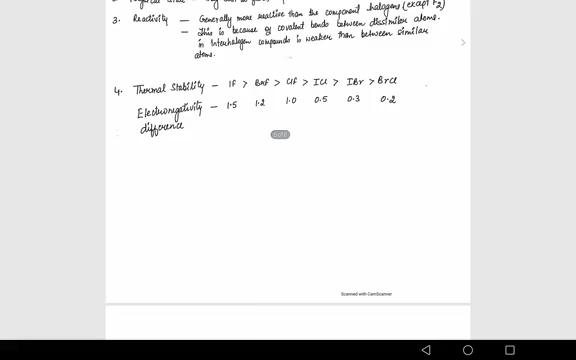 3. Reactivity — Generally more reactive than the component halogens (except F2)
— This is because of covalent bonds between dissimilar atoms
in Interhalogen compounds is weaker than between similar
atoms.
4. Thermal Stability - IF > BrF > ClF > ICl > IBr > BrCl
Electronegativity - 1.5 1.2 1.0 0.5 0.3 0.2
difference
Scanned with CamScanner